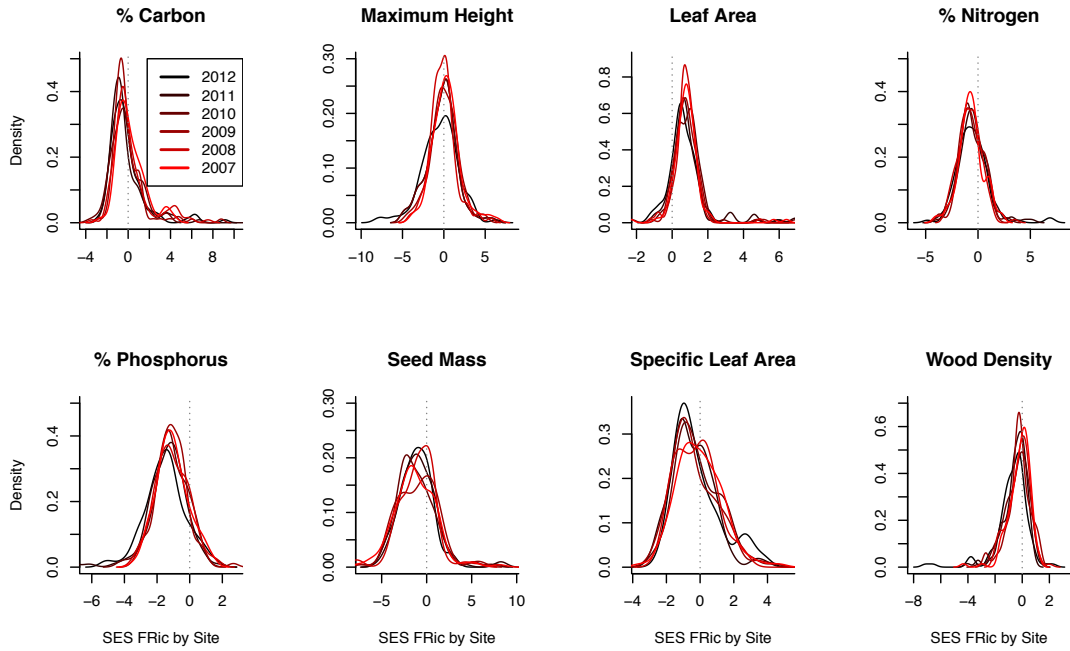 % Carbon
Maximum Height
Leaf Area
% Nitrogen
Density
0.0 0.2 0.4
-4 0 4 8
2012
2011
2010
2009
2008
2007
0.00 0.10 0.20 0.30
-10 -5 0 5
0.0 0.2 0.4 0.6 0.8
-2 0 2 4 6
0.0 0.2 0.4
-5 0 5
% Phosphorus
Seed Mass
Specific Leaf Area
Wood Density
Density
0.0 0.2 0.4
-6 -4 -2 0 2
SES FRic by Site
0.00 0.10 0.20 0.30
-5 0 5 10
SES FRic by Site
0.0 0.1 0.2 0.3
-4 -2 0 2 4
SES FRic by Site
0.0 0.2 0.4 0.6
-8 -6 -4 -2 0 2
SES FRic by Site